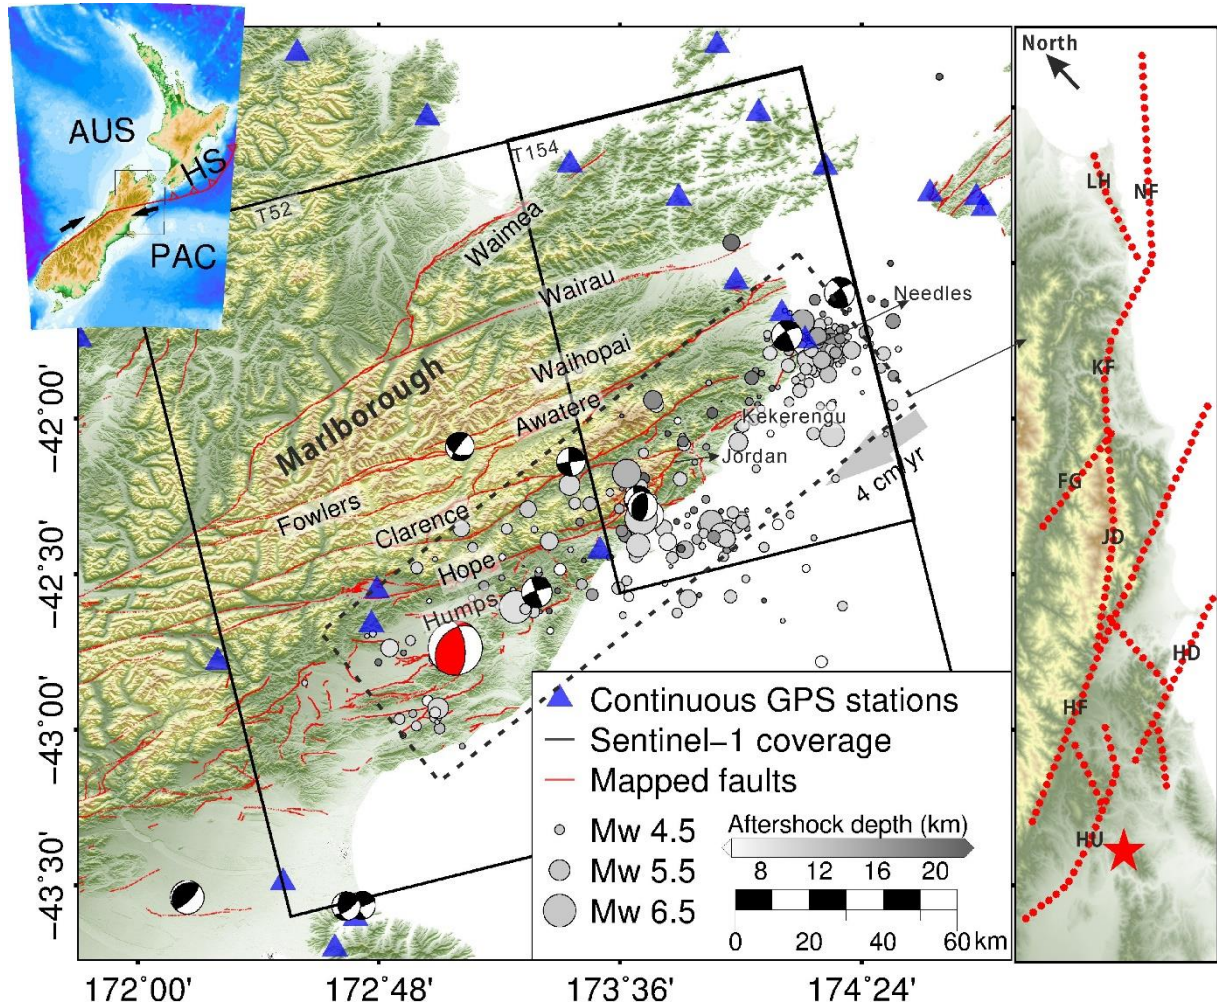 AUS
HS
PAC
T52
T154
Waimea
Wairau
Needles
Waihopai
Marlborough
Awatere
Kekerengu
Jordan
4 cm/yr
Fowlers
Clarence
Hope
Humps
Continuous GPS stations
Sentinel-1 coverage
Mapped faults
Mw 4.5
Mw 5.5
Mw 6.5
Aftershock depth (km)
8 12 16 20
0 20 40 60 km
-42°00'
-42°30'
-43°00'
-43°30'
172°00' 172°48' 173°36' 174°24'
North
LH
NF
KF
FG
JD
HD
HF
HU